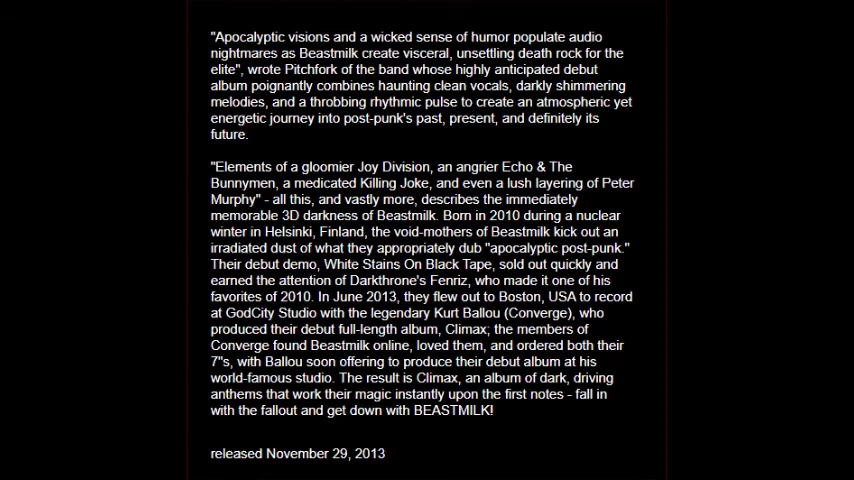 "Apocalyptic visions and a wicked sense of humor populate audio
nightmares as Beastmilk create visceral, unsettling death rock for the
elite", wrote Pitchfork of the band whose highly anticipated debut
album poignantly combines haunting clean vocals, darkly shimmering
melodies, and a throbbing rhythmic pulse to create an atmospheric yet
energetic journey into post-punk's past, present, and definitely its
future.
"Elements of a gloomier Joy Division, an angrier Echo & The
Bunnymen, a medicated Killing Joke, and even a lush layering of Peter
Murphy" - all this, and vastly more, describes the immediately
memorable 3D darkness of Beastmilk. Born in 2010 during a nuclear
winter in Helsinki, Finland, the void-mothers of Beastmilk kick out an
irradiated dust of what they appropriately dub "apocalyptic post-punk."
Their debut demo, White Stains On Black Tape, sold out quickly and
earned the attention of Darkthrone's Fenriz, who made it one of his
favorites of 2010. In June 2013, they flew out to Boston, USA to record
at GodCity Studio with the legendary Kurt Ballou (Converge), who
produced their debut full-length album, Climax; the members of
Converge found Beastmilk online, loved them, and ordered both their
7"s, with Ballou soon offering to produce their debut album at his
world-famous studio. The result is Climax, an album of dark, driving
anthems that work their magic instantly upon the first notes - fall in
with the fallout and get down with BEASTMILK!
released November 29, 2013